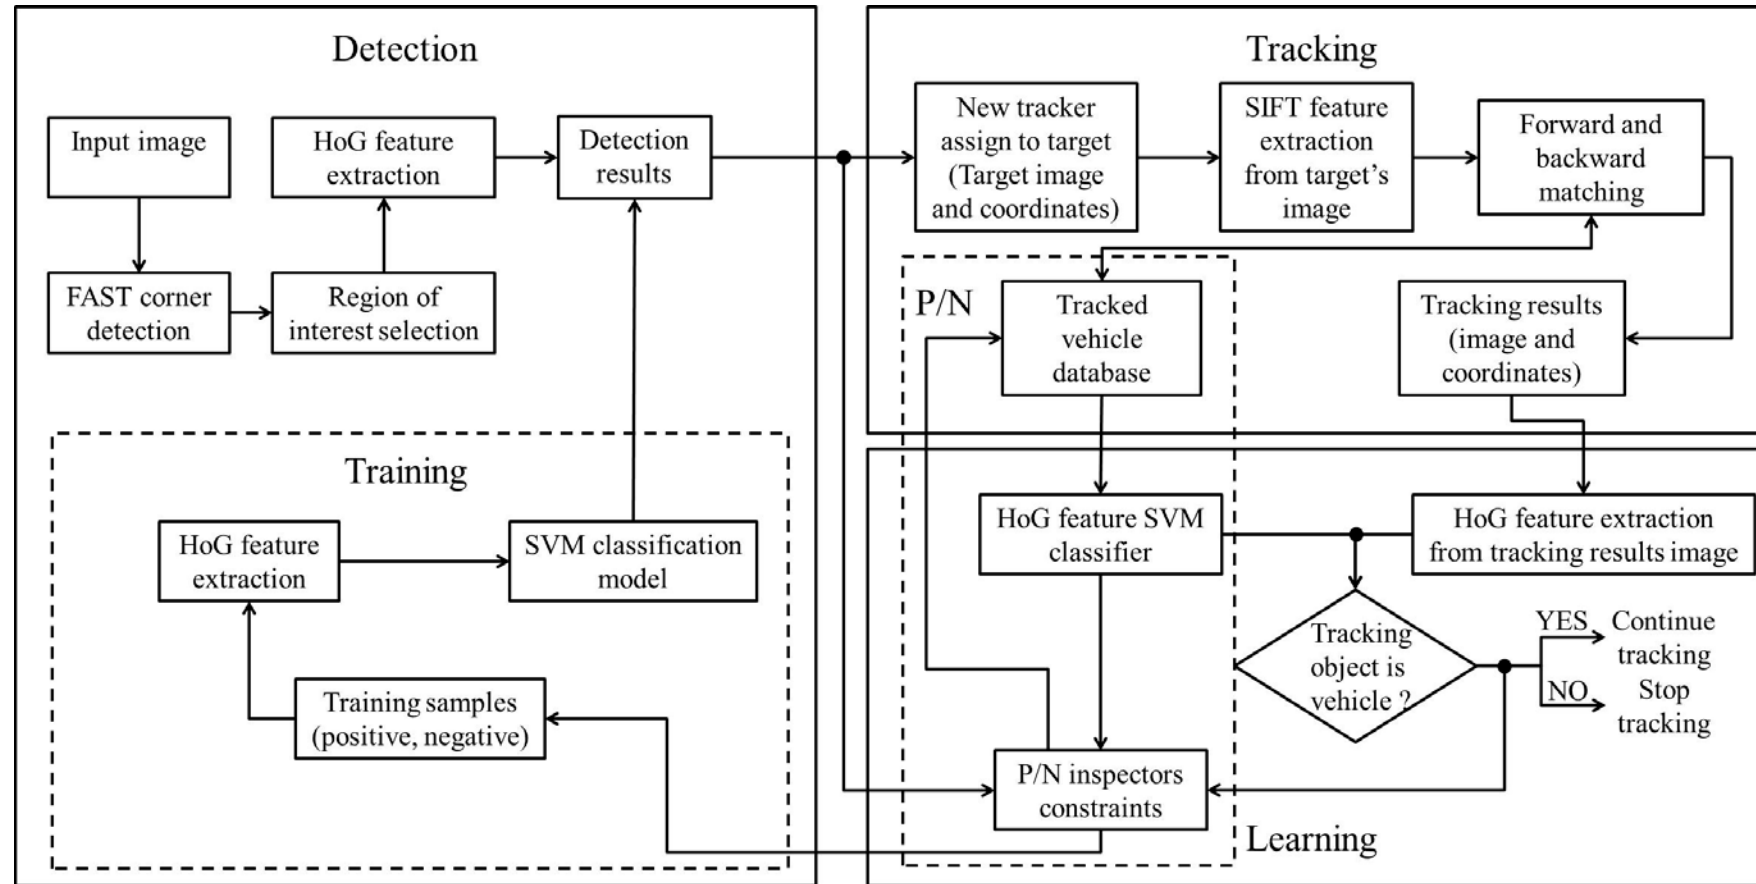 Detection
Input image
HoG feature
extraction
Detection
results
FAST corner
detection
Region of
interest selection
Training
HoG feature
extraction
SVM classification
model
Training samples
(positive, negative)
Tracking
New tracker
assign to target
(Target image
and coordinates)
SIFT feature
extraction
from target's
image
Forward and
backward
matching
P/N
Tracked
vehicle
database
Tracking results
(image and
coordinates)
HoG feature SVM
classifier
HoG feature extraction
from tracking results image
Tracking
object is
vehicle ?
YES
Continue
tracking
NO
Stop
tracking
P/N inspectors
constraints
Learning